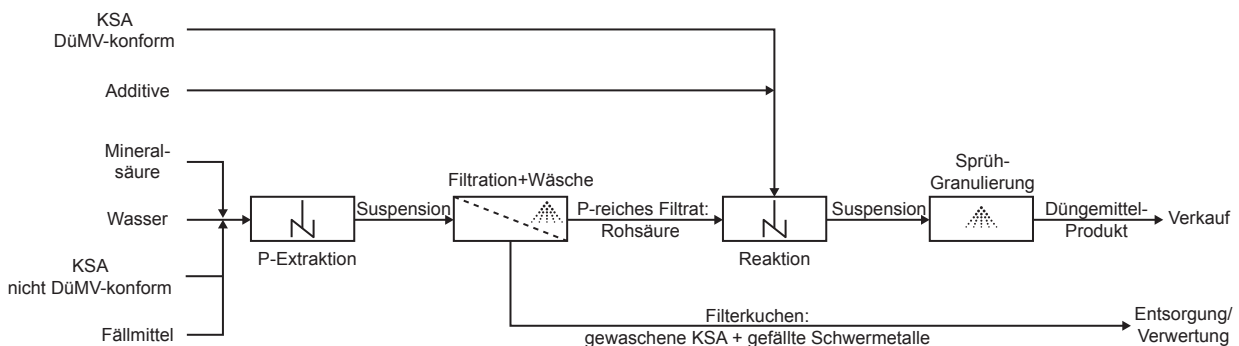 KSA
DüMV-konform
Additive
Mineral-
säure
Wasser
KSA
nicht DüMV-konform
Fällmittel
P-Extraktion
Suspension
Filtration+Wäsche
P-reiches Filtrat:
Rohsäure
Reaktion
Suspension
Sprüh-
Granulierung
Düngemittel-
Produkt
Verkauf
Filterkuchen:
gewaschene KSA + gefällte Schwermetalle
Entsorgung/
Verwertung